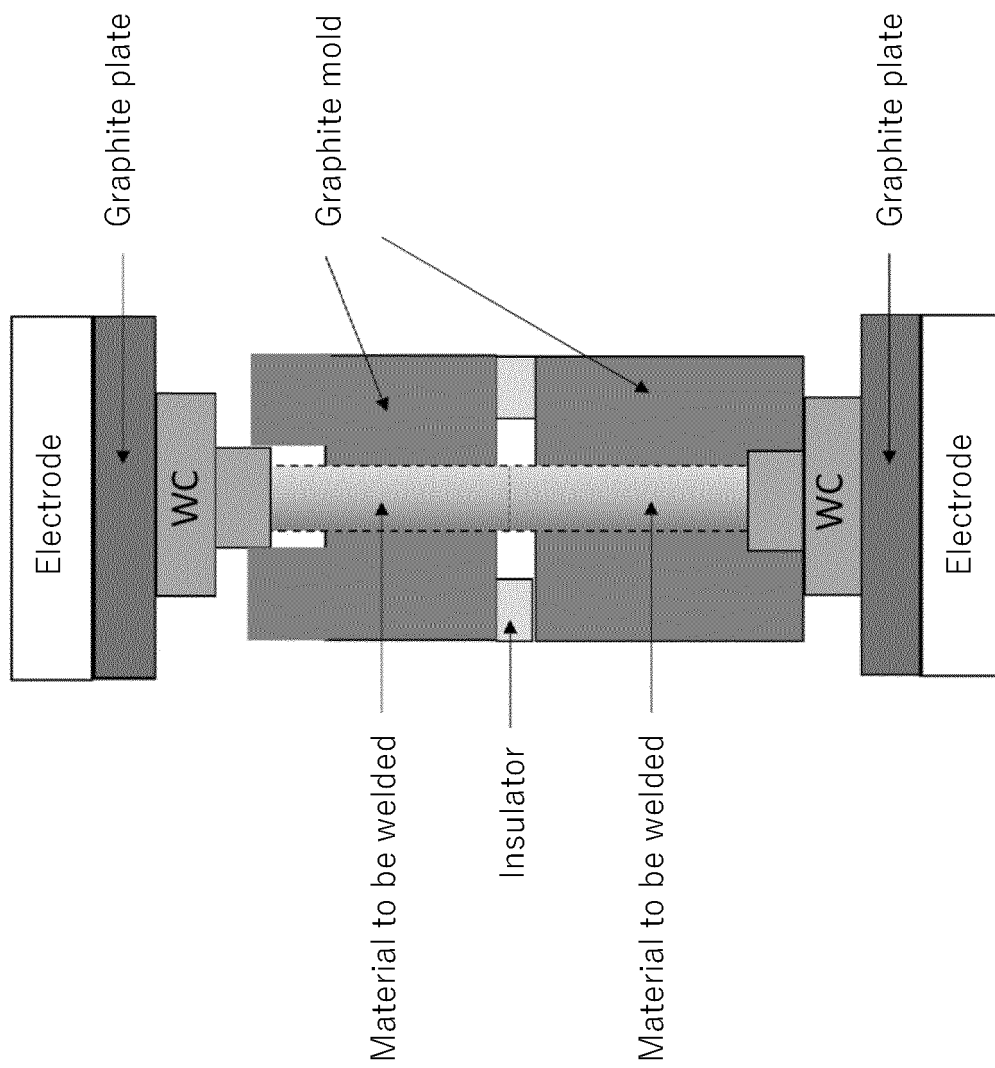 Electrode
Graphite plate
WC
Graphite mold
Material to be welded
Insulator
Material to be welded
WC
Graphite plate
Electrode